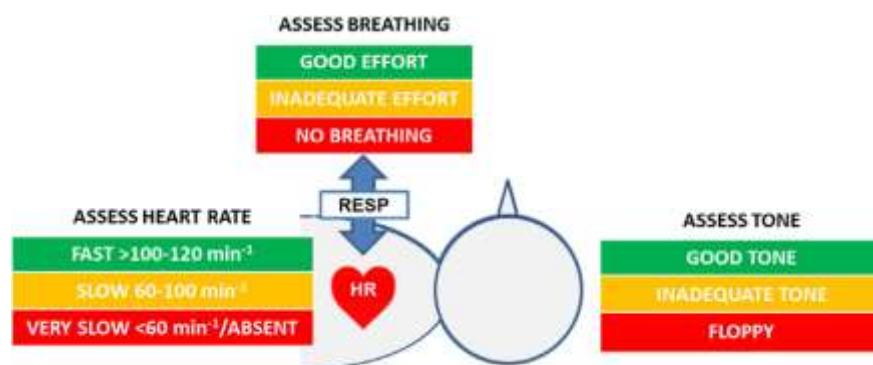 ASSESS BREATHING
GOOD EFFORT
INADEQUATE EFFORT
NO BREATHING
RESP
ASSESS HEART RATE
FAST >100-120 min⁻¹
SLOW 60-100 min⁻¹
VERY SLOW <60 min⁻¹/ABSENT
HR
ASSESS TONE
GOOD TONE
INADEQUATE TONE
FLOPPY